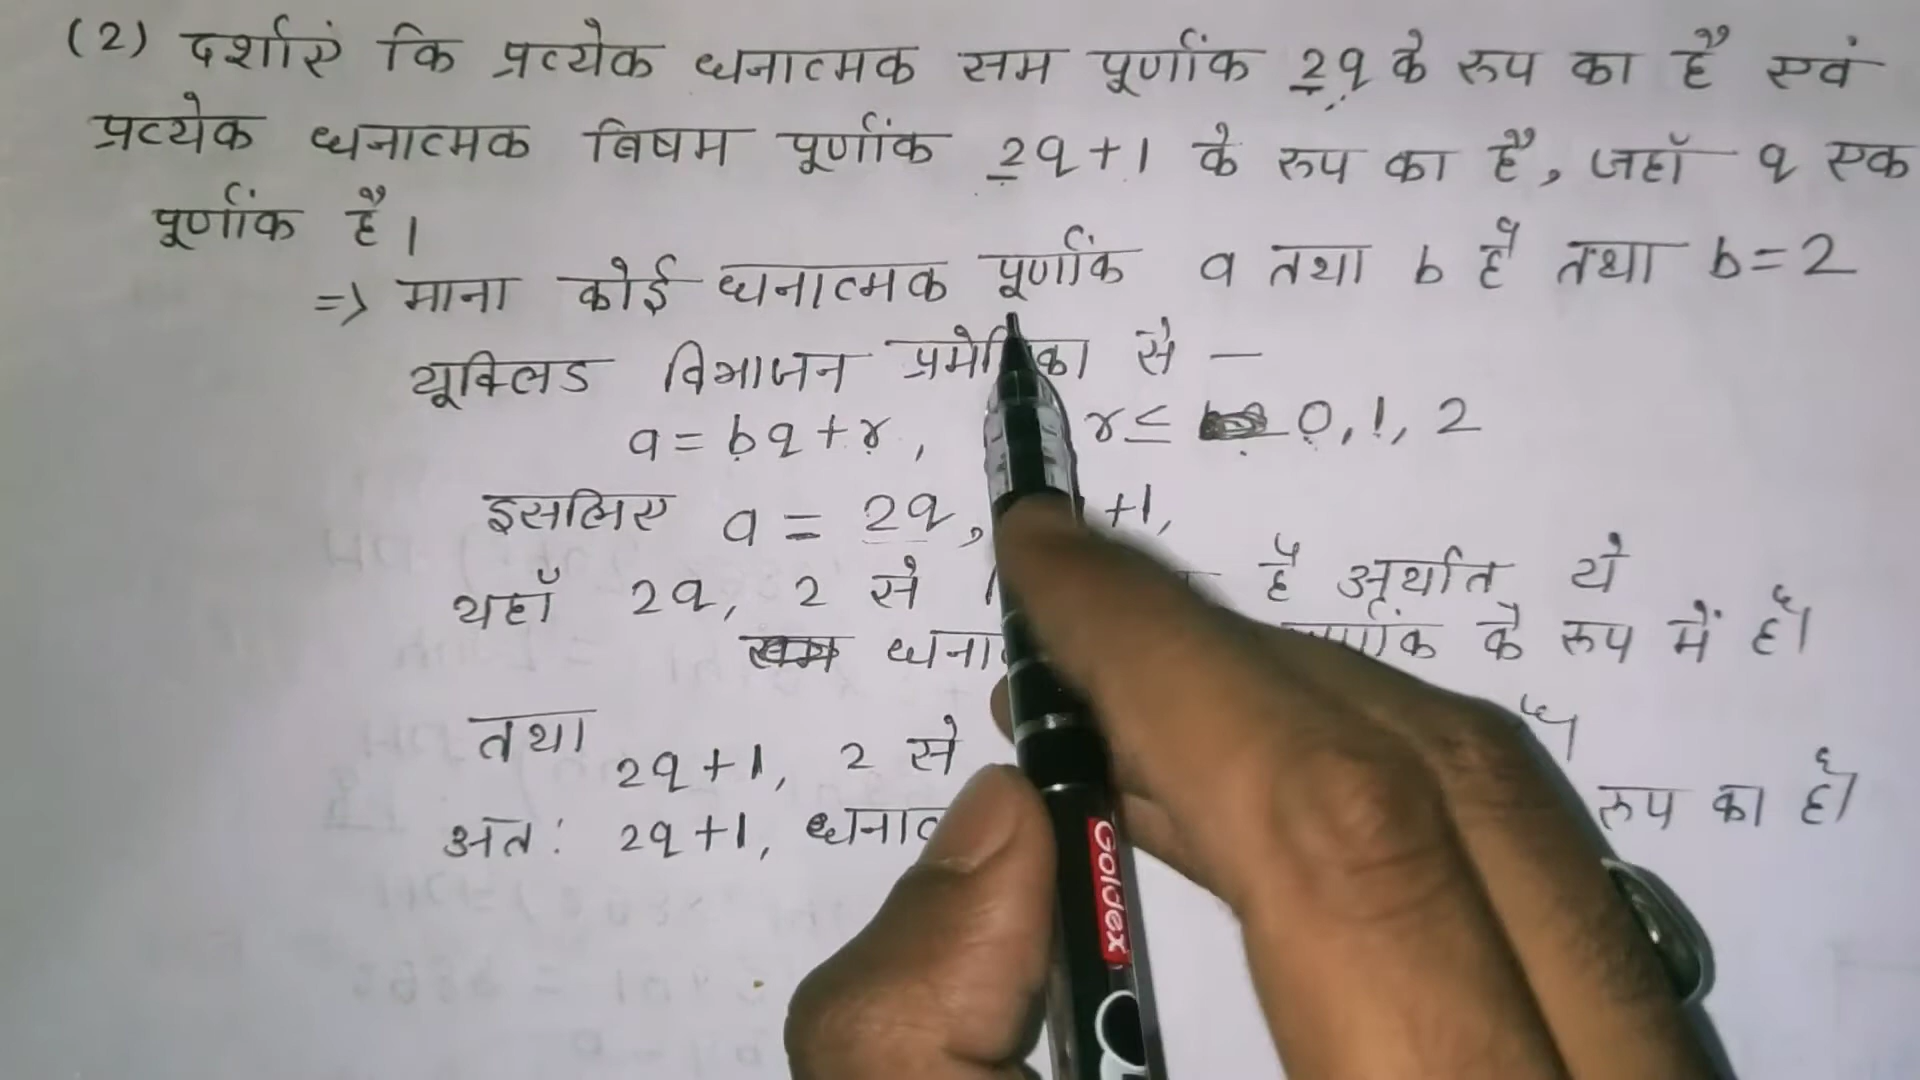 (2) दर्शाएं कि प्रत्येक धनात्मक सम पूर्णांक 2q के रूप का है एवं
प्रत्येक धनात्मक बिषम पूर्णांक 2q+1 के रूप का है, जहाँ q एक
पूर्णांक है।
=> माना कोई धनात्मक पूर्णांक a तथा b है तथा b=2
यूक्लिड विभाजन प्रमेयिका से —
a = bq + r, r ≤ 0, 1, 2
इसलिए a = 2q, +1,
यहाँ 2q, 2 से है अर्थात ये
धना पूर्णांक के रूप में है।
तथा 2q+1, 2 से
अतः 2q+1, धनात रूप का है।
Goldex